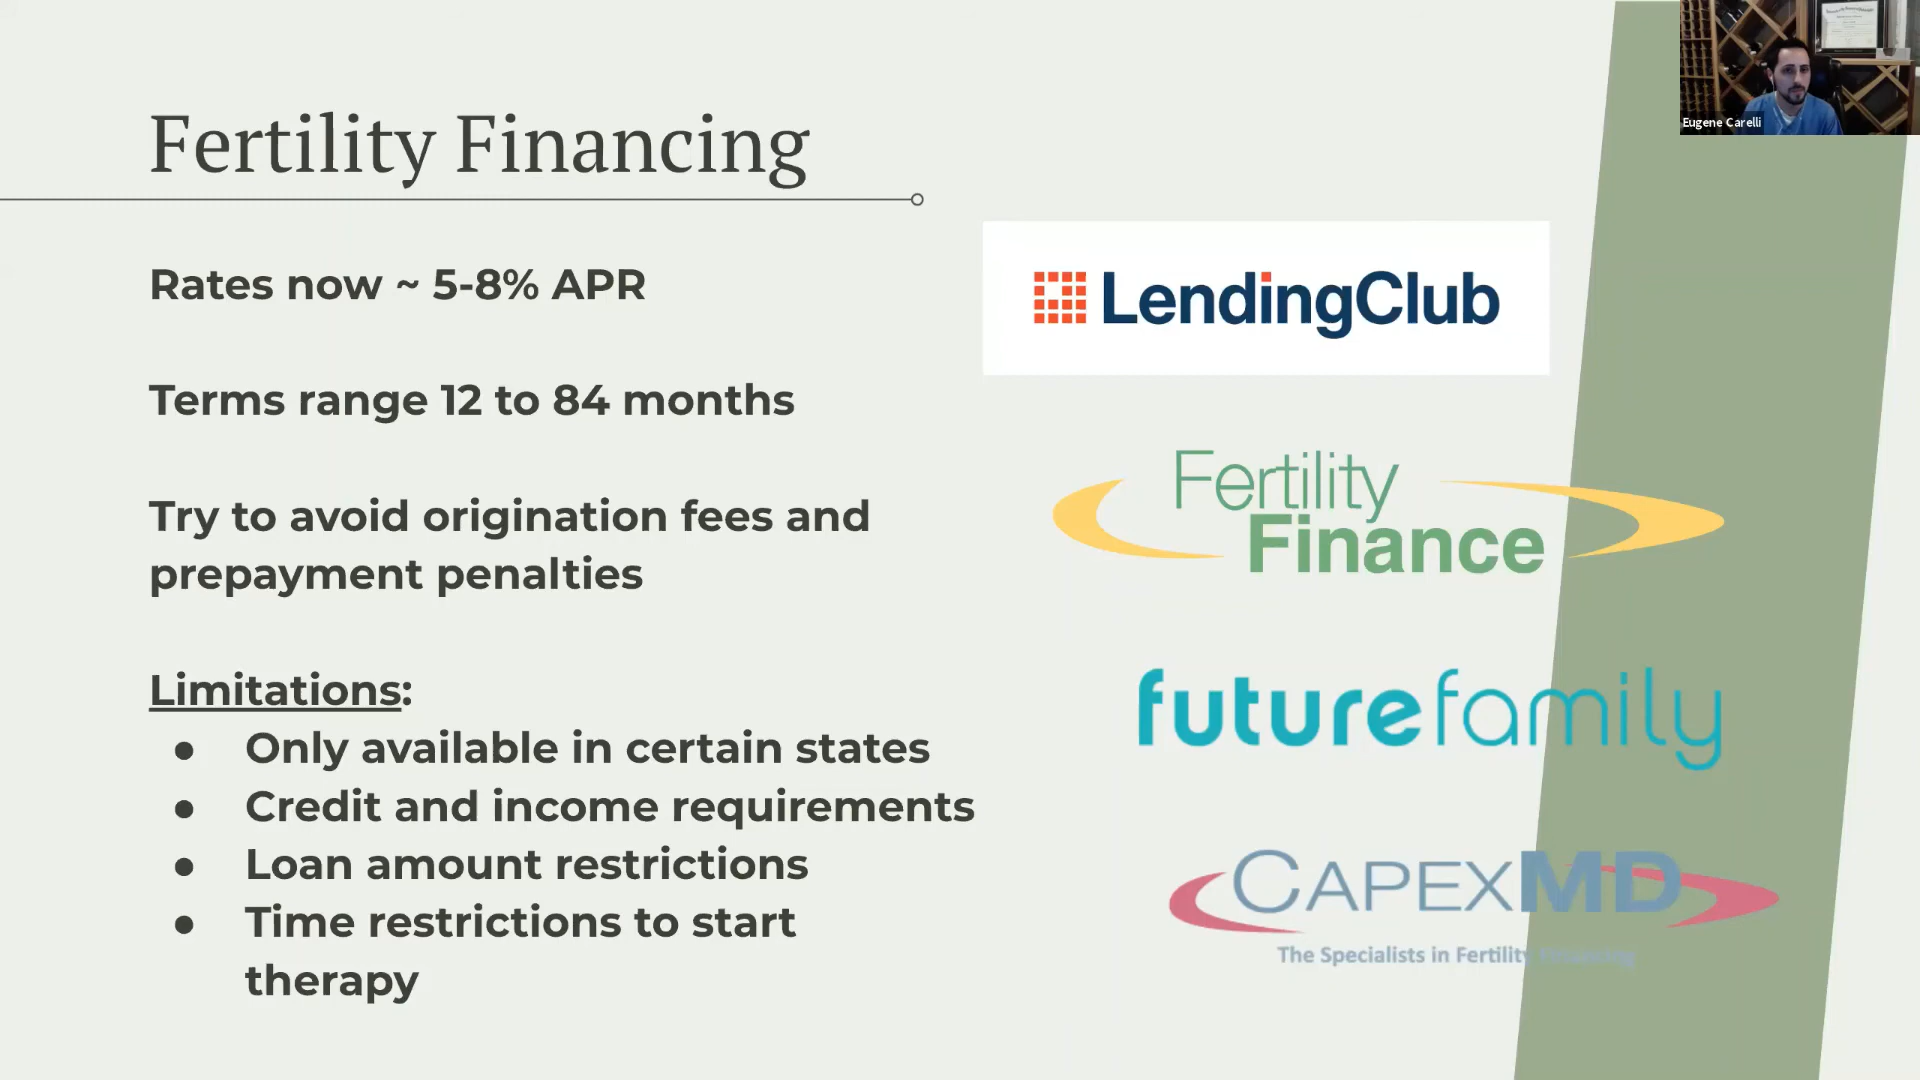 Eugene Carelli
Fertility Financing
Rates now ~ 5-8% APR
Terms range 12 to 84 months
Try to avoid origination fees and
prepayment penalties
Limitations:
● Only available in certain states
● Credit and income requirements
● Loan amount restrictions
● Time restrictions to start
therapy
LendingClub
Fertility
Finance
futurefamily
CAPEXMD
The Specialists in Fertility Financing